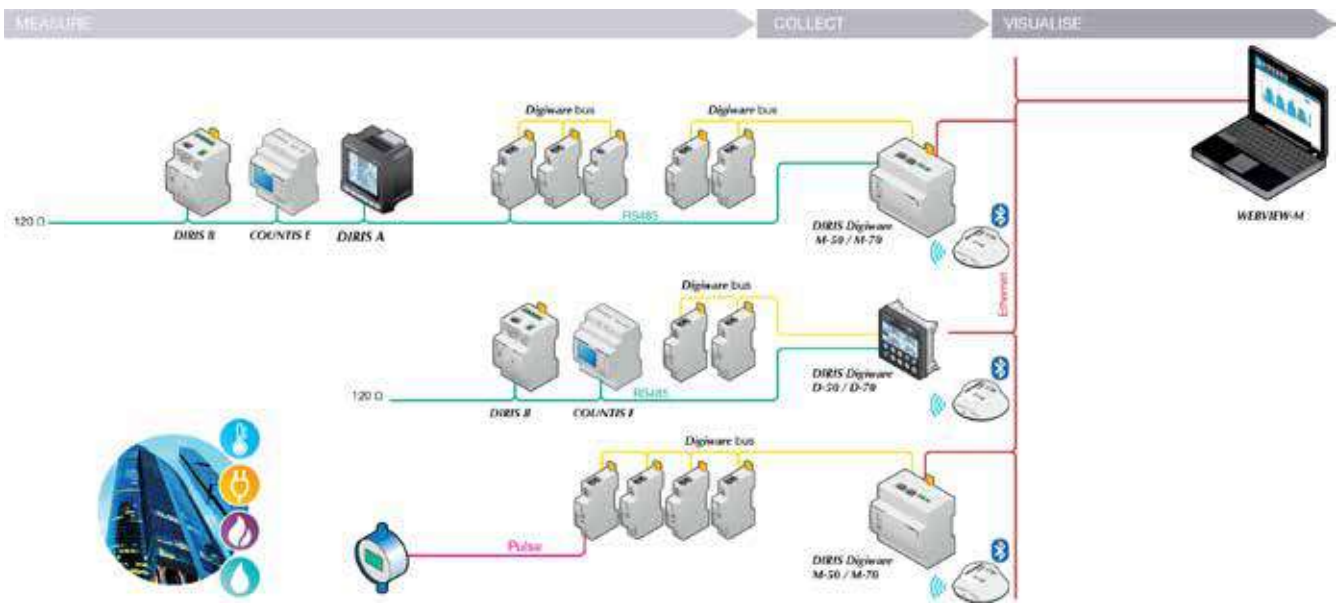 MEASURE
COLLECT
VISUALISE
Digiware bus
Digiware bus
120 Ω
RS485
DIRIS B
COUNTIS E
DIRIS A
DIRIS Digiware
M-50 / M-70
WEBVIEW-M
Ethernet
Digiware bus
DIRIS Digiware
D-50 / D-70
120 Ω
RS485
DIRIS B
COUNTIS E
Digiware bus
Pulse
DIRIS Digiware
M-50 / M-70